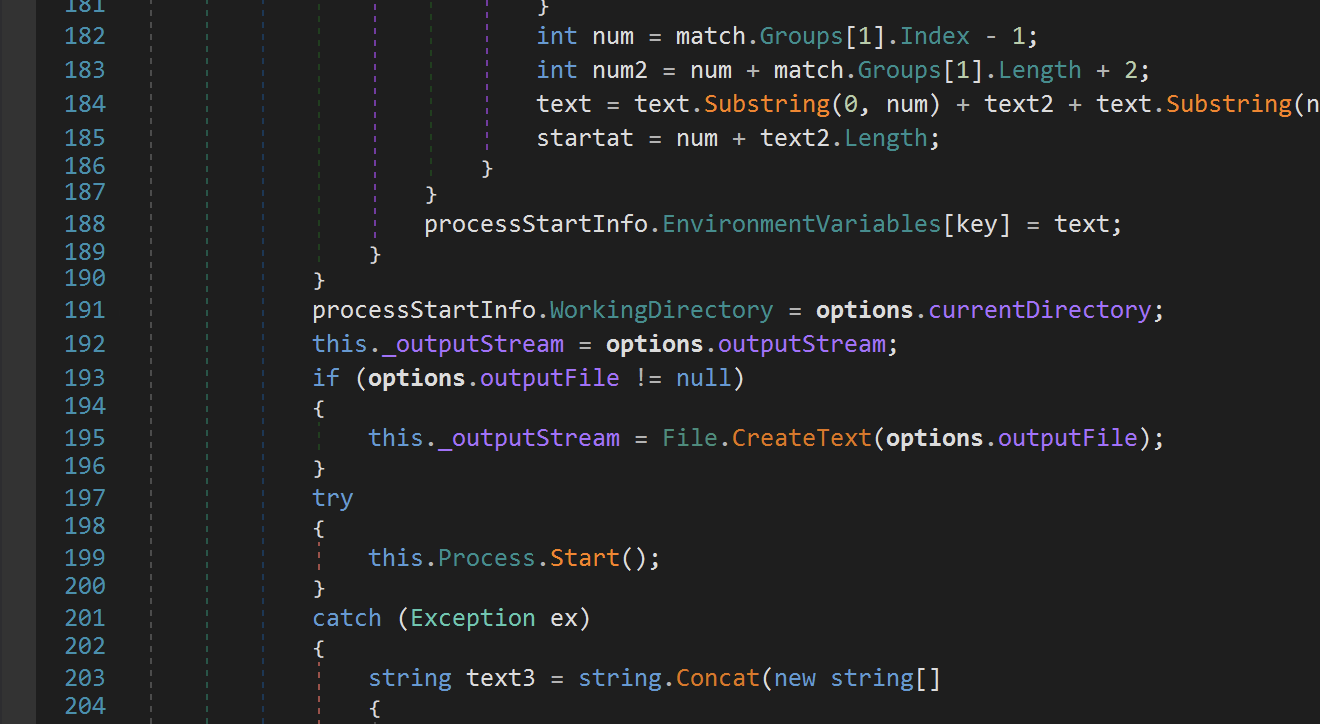 181 }
182 int num = match.Groups[1].Index - 1;
183 int num2 = num + match.Groups[1].Length + 2;
184 text = text.Substring(0, num) + text2 + text.Substring(n
185 startat = num + text2.Length;
186 }
187 }
188 processStartInfo.EnvironmentVariables[key] = text;
189 }
190 }
191 processStartInfo.WorkingDirectory = options.currentDirectory;
192 this._outputStream = options.outputStream;
193 if (options.outputFile != null)
194 {
195 this._outputStream = File.CreateText(options.outputFile);
196 }
197 try
198 {
199 this.Process.Start();
200 }
201 catch (Exception ex)
202 {
203 string text3 = string.Concat(new string[]
204 {